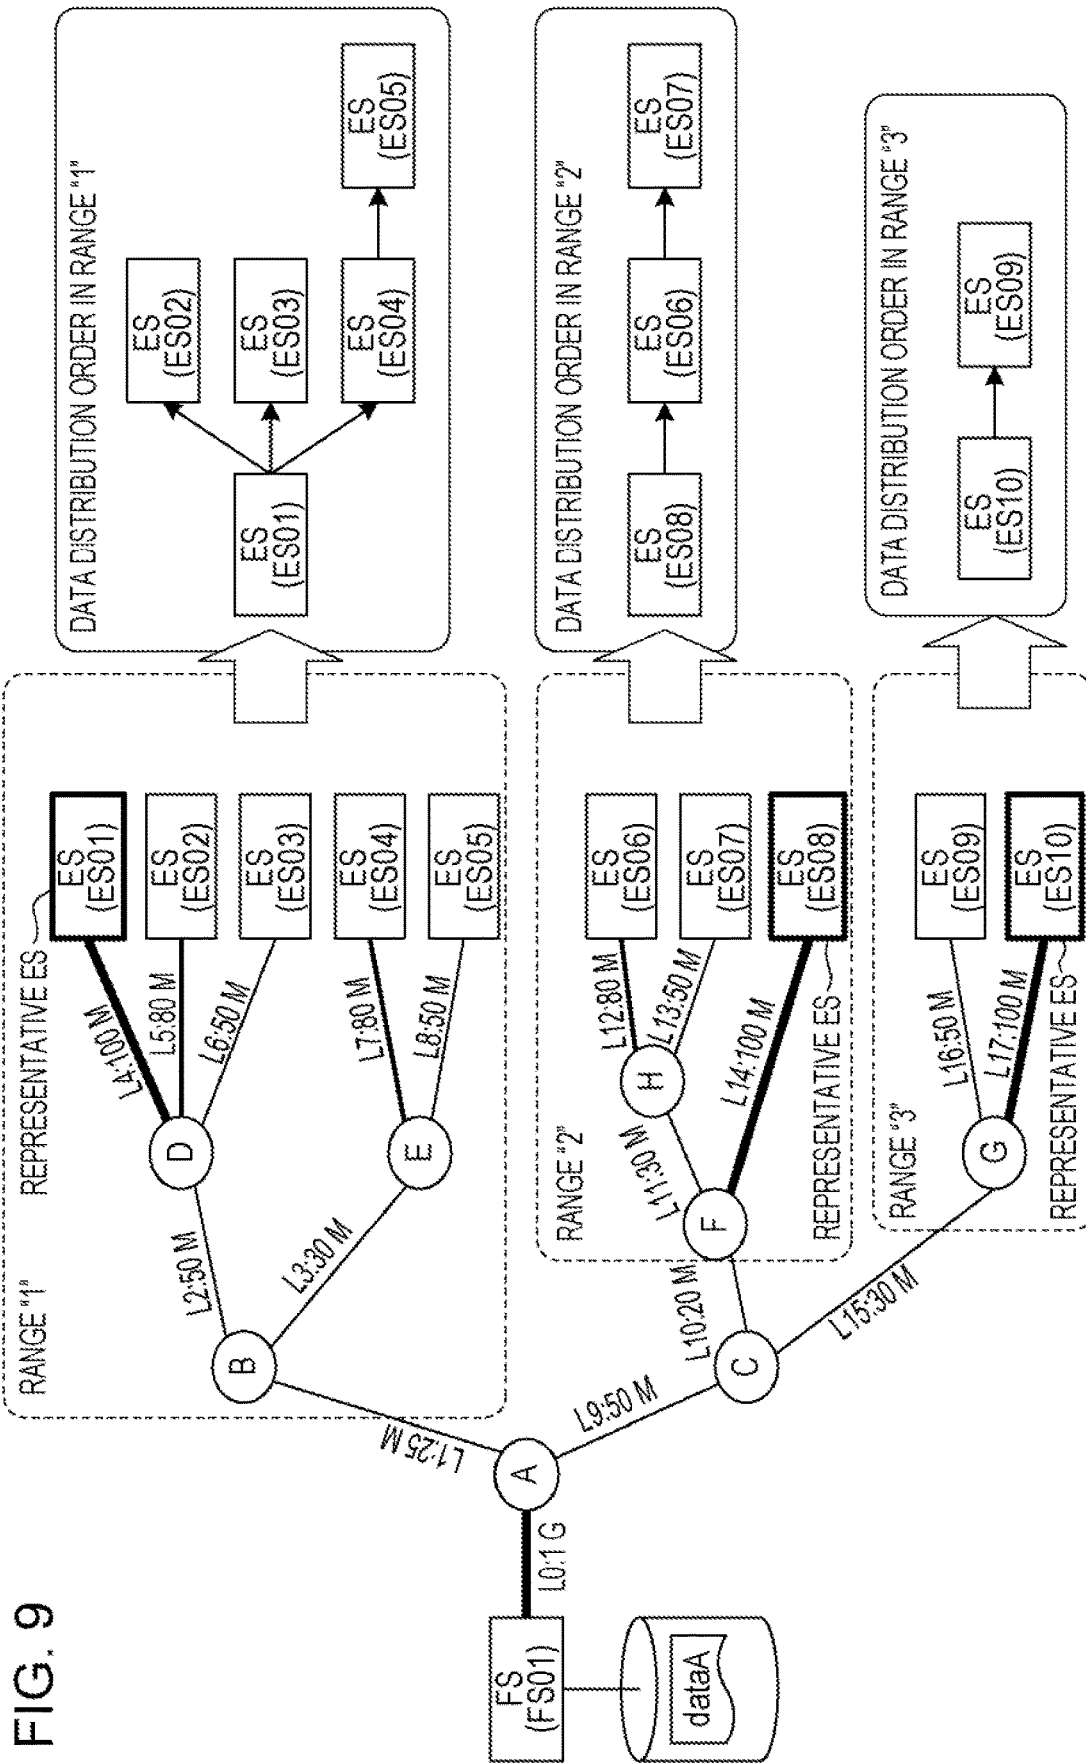 FIG. 9
FS
(FS01)
dataA
L0:1 G
A
L1:25 M
L9:50 M
RANGE "1"
B
L2:50 M
L3:30 M
D
E
REPRESENTATIVE ES
L4:100 M
L5:80 M
L6:50 M
L7:80 M
L8:50 M
ES
(ES01)
ES
(ES02)
ES
(ES03)
ES
(ES04)
ES
(ES05)
DATA DISTRIBUTION ORDER IN RANGE "1"
ES
(ES01)
ES
(ES02)
ES
(ES03)
ES
(ES04)
ES
(ES05)
C
L10:20 M
L15:30 M
RANGE "2"
F
L11:30 M
H
L12:80 M
L13:50 M
L14:100 M
REPRESENTATIVE ES
ES
(ES06)
ES
(ES07)
ES
(ES08)
DATA DISTRIBUTION ORDER IN RANGE "2"
ES
(ES08)
ES
(ES06)
ES
(ES07)
RANGE "3"
G
L16:50 M
L17:100 M
REPRESENTATIVE ES
ES
(ES09)
ES
(ES10)
DATA DISTRIBUTION ORDER IN RANGE "3"
ES
(ES10)
ES
(ES09)